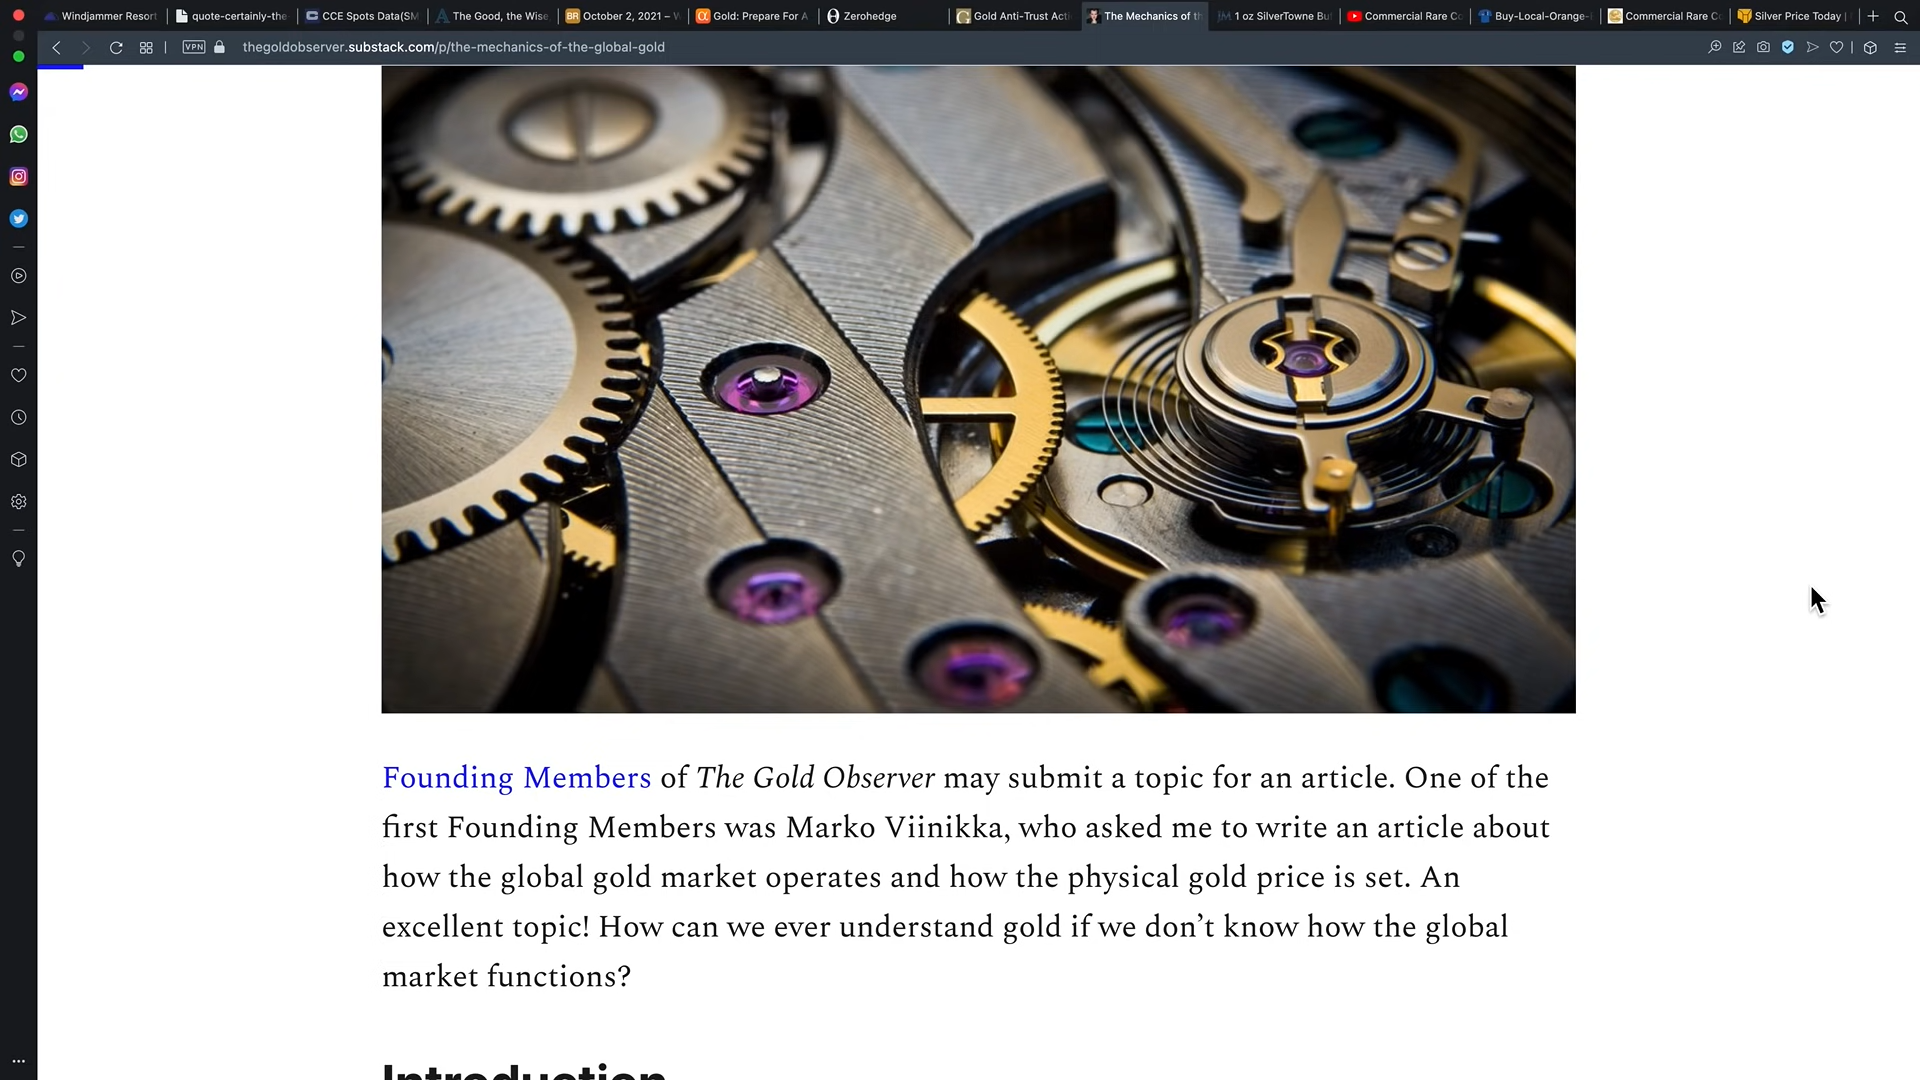 Windjammer Resort
quote-certainly-the-
CCE Spots Data(SM
The Good, the Wise
October 2, 2021 –
Gold: Prepare For A
Zerohedge
Gold Anti-Trust Act
The Mechanics of th
1 oz SilverTowne Bu
Commercial Rare Co
Buy-Local-Orange-
Commercial Rare Co
Silver Price Today |
VPN
thegoldobserver.substack.com/p/the-mechanics-of-the-global-gold
Founding Members of The Gold Observer may submit a topic for an article. One of the
first Founding Members was Marko Viinikka, who asked me to write an article about
how the global gold market operates and how the physical gold price is set. An
excellent topic! How can we ever understand gold if we don’t know how the global
market functions?
Introduction